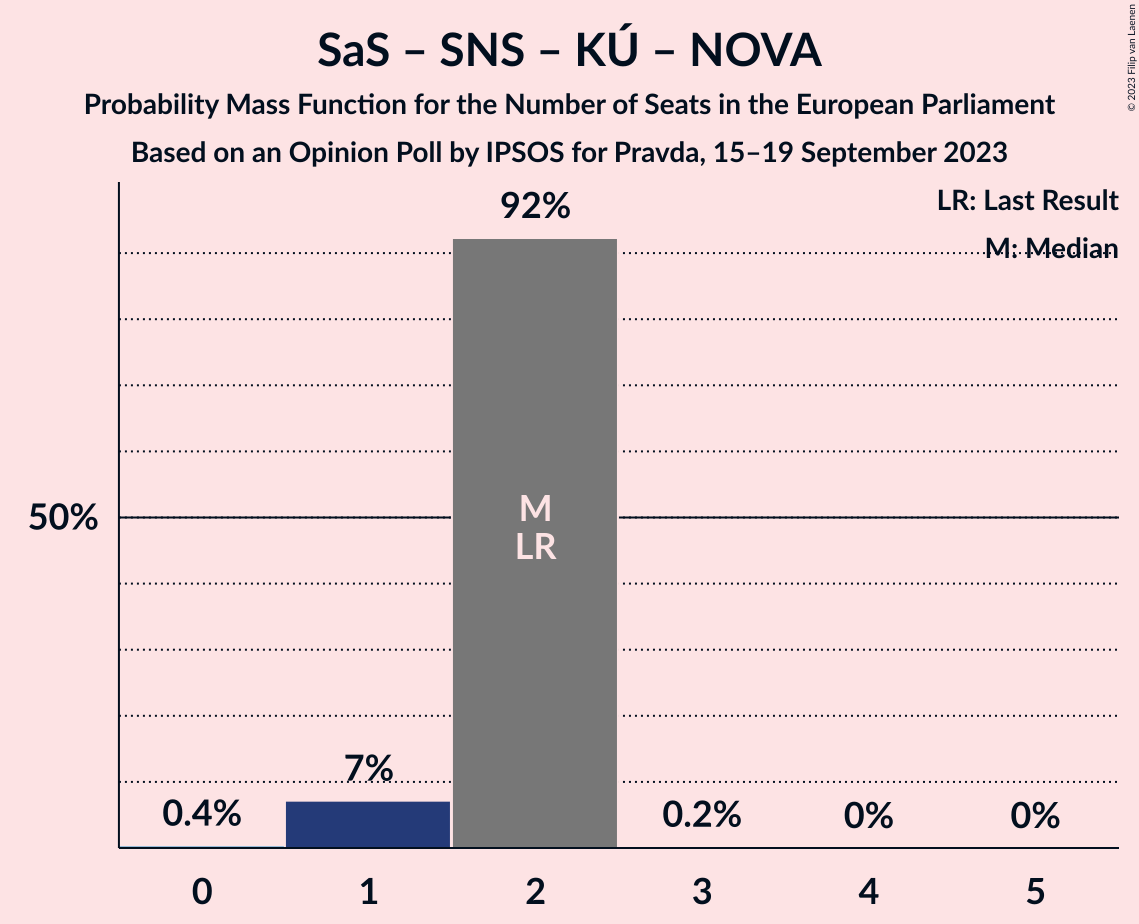 SaS – SNS – KÚ – NOVA
Probability Mass Function for the Number of Seats in the European Parliament
Based on an Opinion Poll by IPSOS for Pravda, 15–19 September 2023
© 2023 Filip van Laenen
LR: Last Result
M: Median
92%
50%
M
LR
7%
0.4%
0.2%
0%
0%
0 1 2 3 4 5